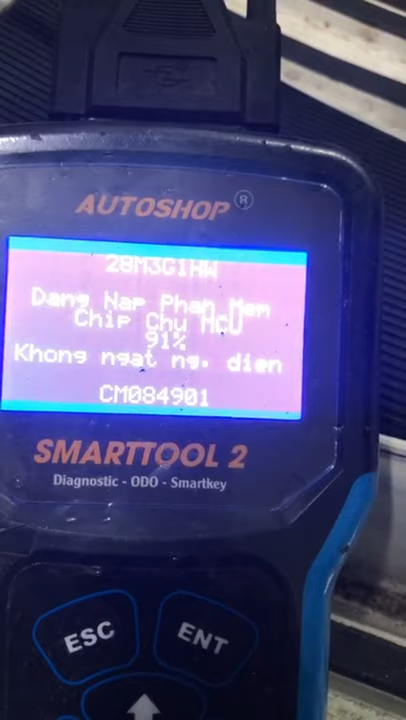 AUTOSHOP ®
28M3G1HW
Dang Nap Phan Mem
Chip Chu MCU
91%
Khong ngat ng. dien
CM084901
SMARTTOOL 2
Diagnostic - ODO - Smartkey
ESC
ENT